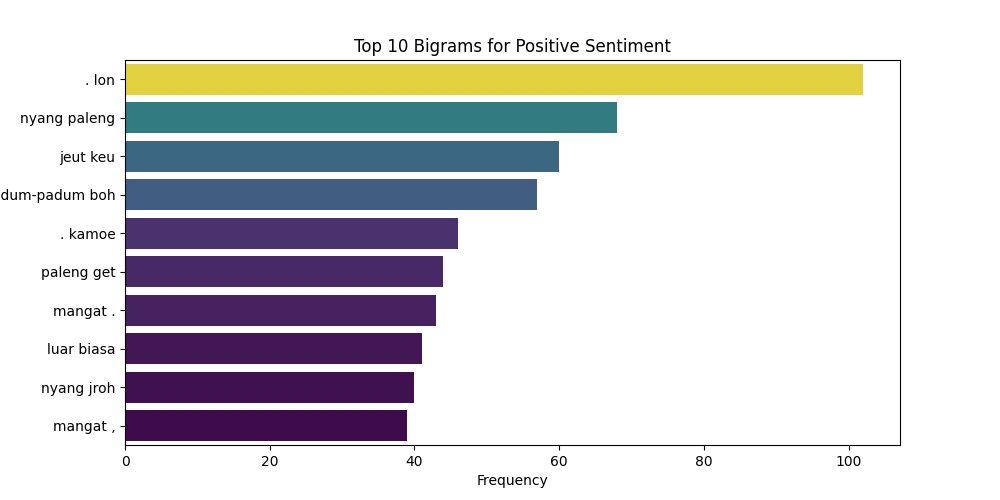 Top 10 Bigrams for Positive Sentiment
. lon
nyang paleng
jeut keu
dum-padum boh
. kamoe
paleng get
mangat .
luar biasa
nyang jroh
mangat ,
0 20 40 60 80 100
Frequency